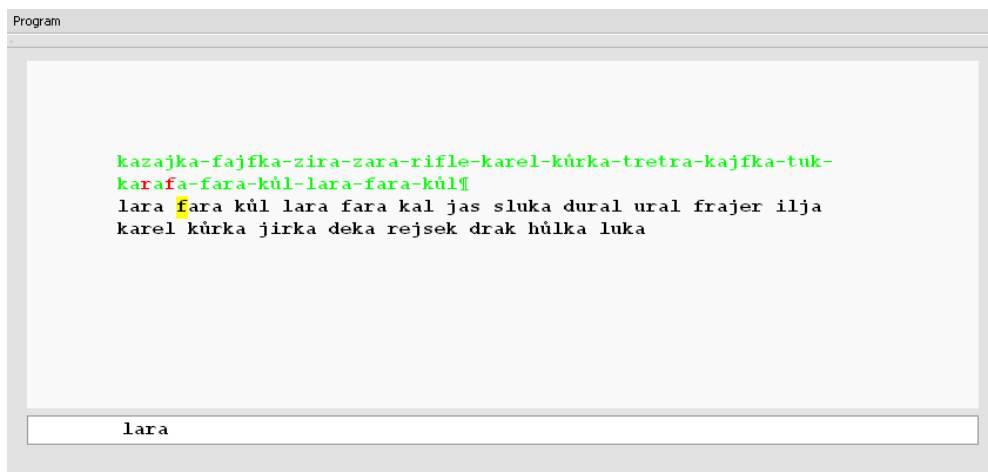 Program
kazajka-fajfka-zira-zara-rifle-karel-kůrka-tretra-kajfka-tuk-
karafa-fara-kůl-lara-fara-kůl¶
lara fara kůl lara fara kal jas sluka dural ural frajer ilja
karel kůrka jirka deka rejsek drak hůlka luka
lara